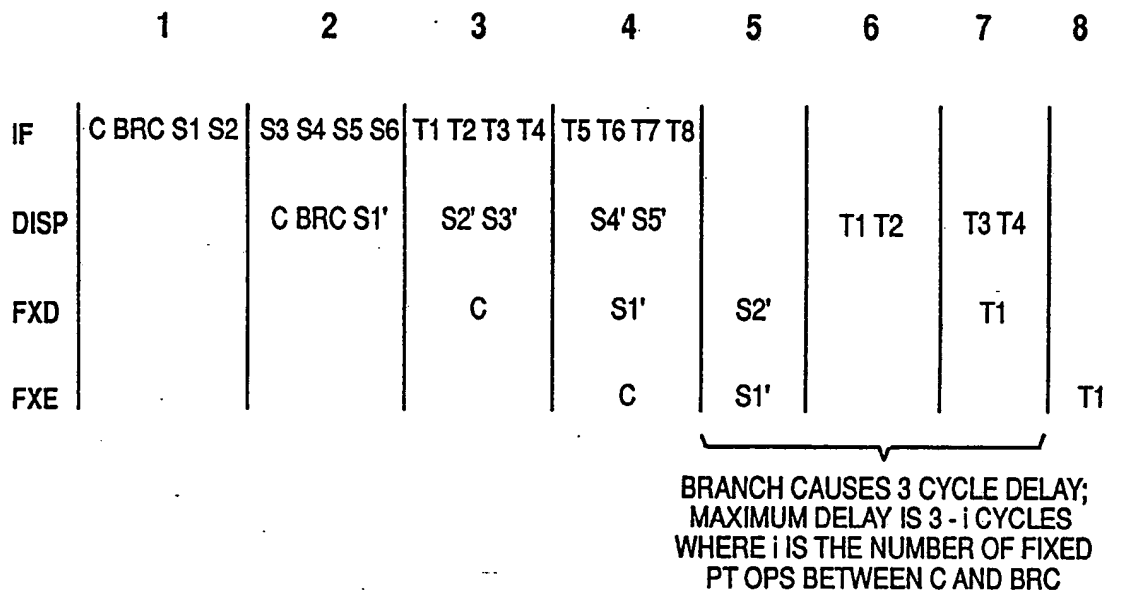 1 2 3 4 5 6 7 8
IF C BRC S1 S2 S3 S4 S5 S6 T1 T2 T3 T4 T5 T6 T7 T8
DISP C BRC S1' S2' S3' S4' S5' T1 T2 T3 T4
FXD C S1' S2' T1
FXE C S1' T1
BRANCH CAUSES 3 CYCLE DELAY;
MAXIMUM DELAY IS 3 - i CYCLES
WHERE i IS THE NUMBER OF FIXED
PT OPS BETWEEN C AND BRC